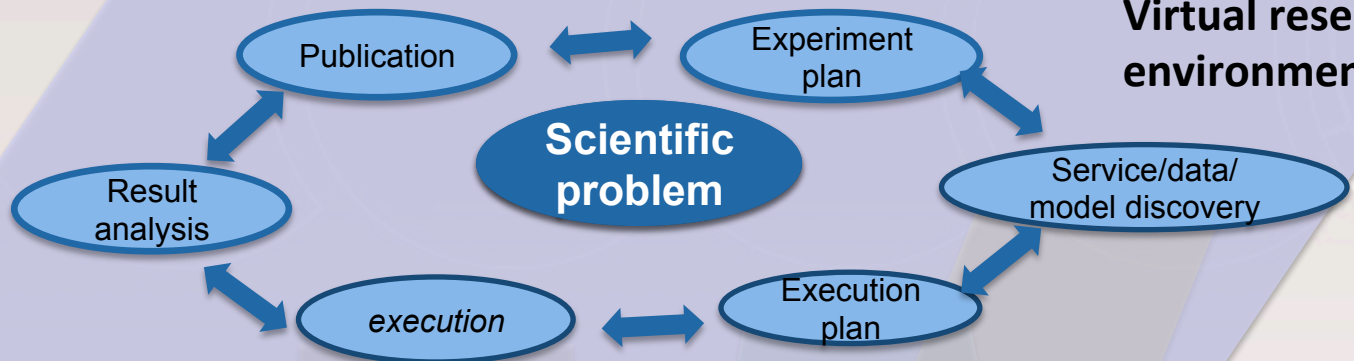 Publication
Experiment
plan
Virtual rese
environmen
Scientific
problem
Result
analysis
Service/data/
model discovery
execution
Execution
plan